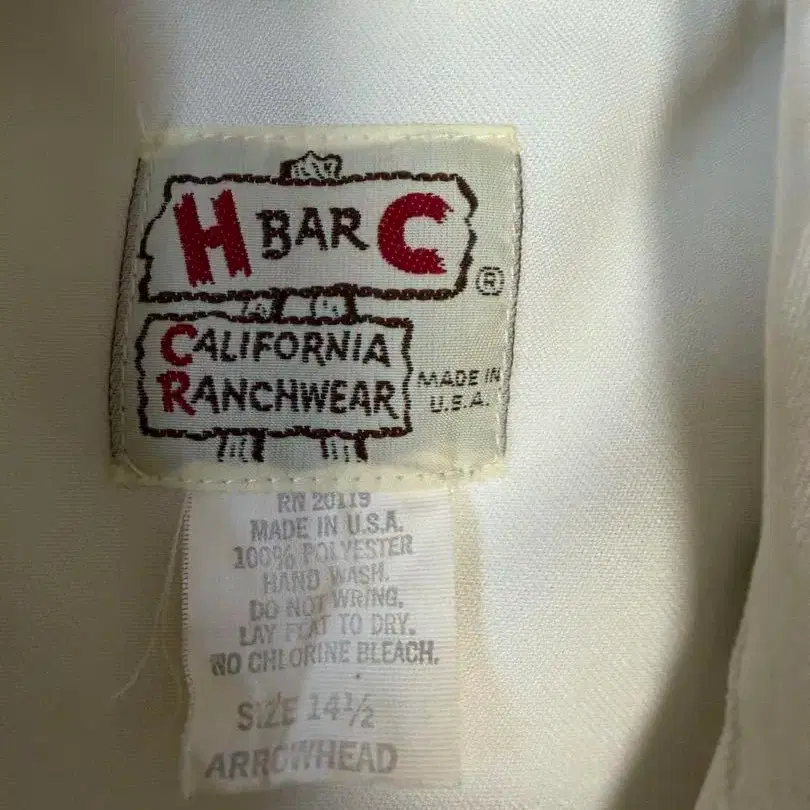 H BAR C
®
CALIFORNIA
RANCHWEAR
MADE IN
U.S.A.
RN 20119
MADE IN U.S.A.
100% POLYESTER
HAND WASH.
DO NOT WRING.
LAY FLAT TO DRY.
NO CHLORINE BLEACH.
SIZE 14½
ARROWHEAD